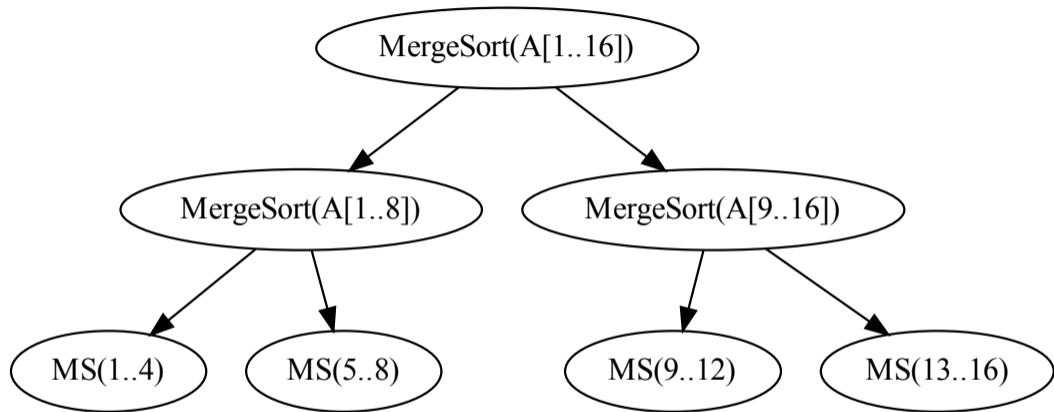 MergeSort(A[1..16])
MergeSort(A[1..8])
MergeSort(A[9..16])
MS(1..4)
MS(5..8)
MS(9..12)
MS(13..16)